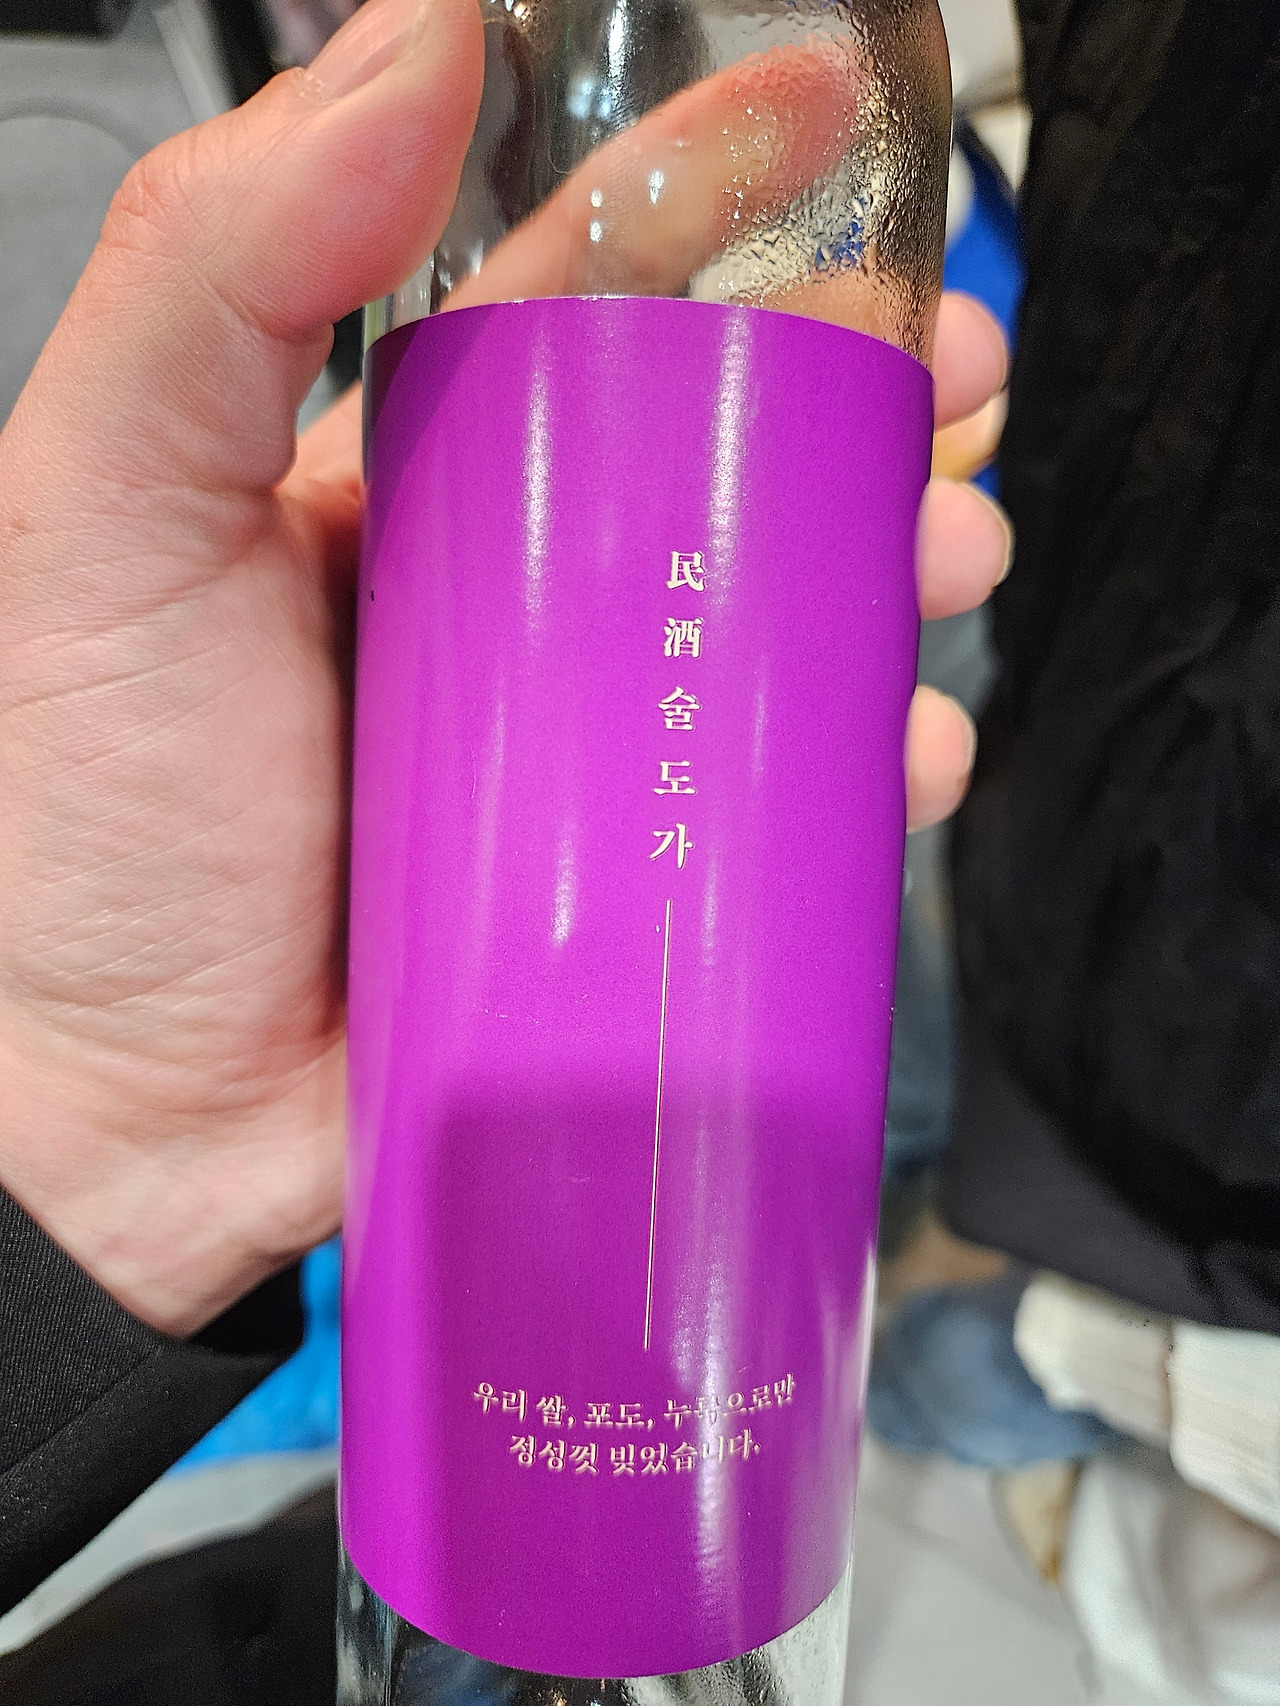 民酒술도가
우리 쌀, 포도, 누룩으로만
정성껏 빚었습니다.